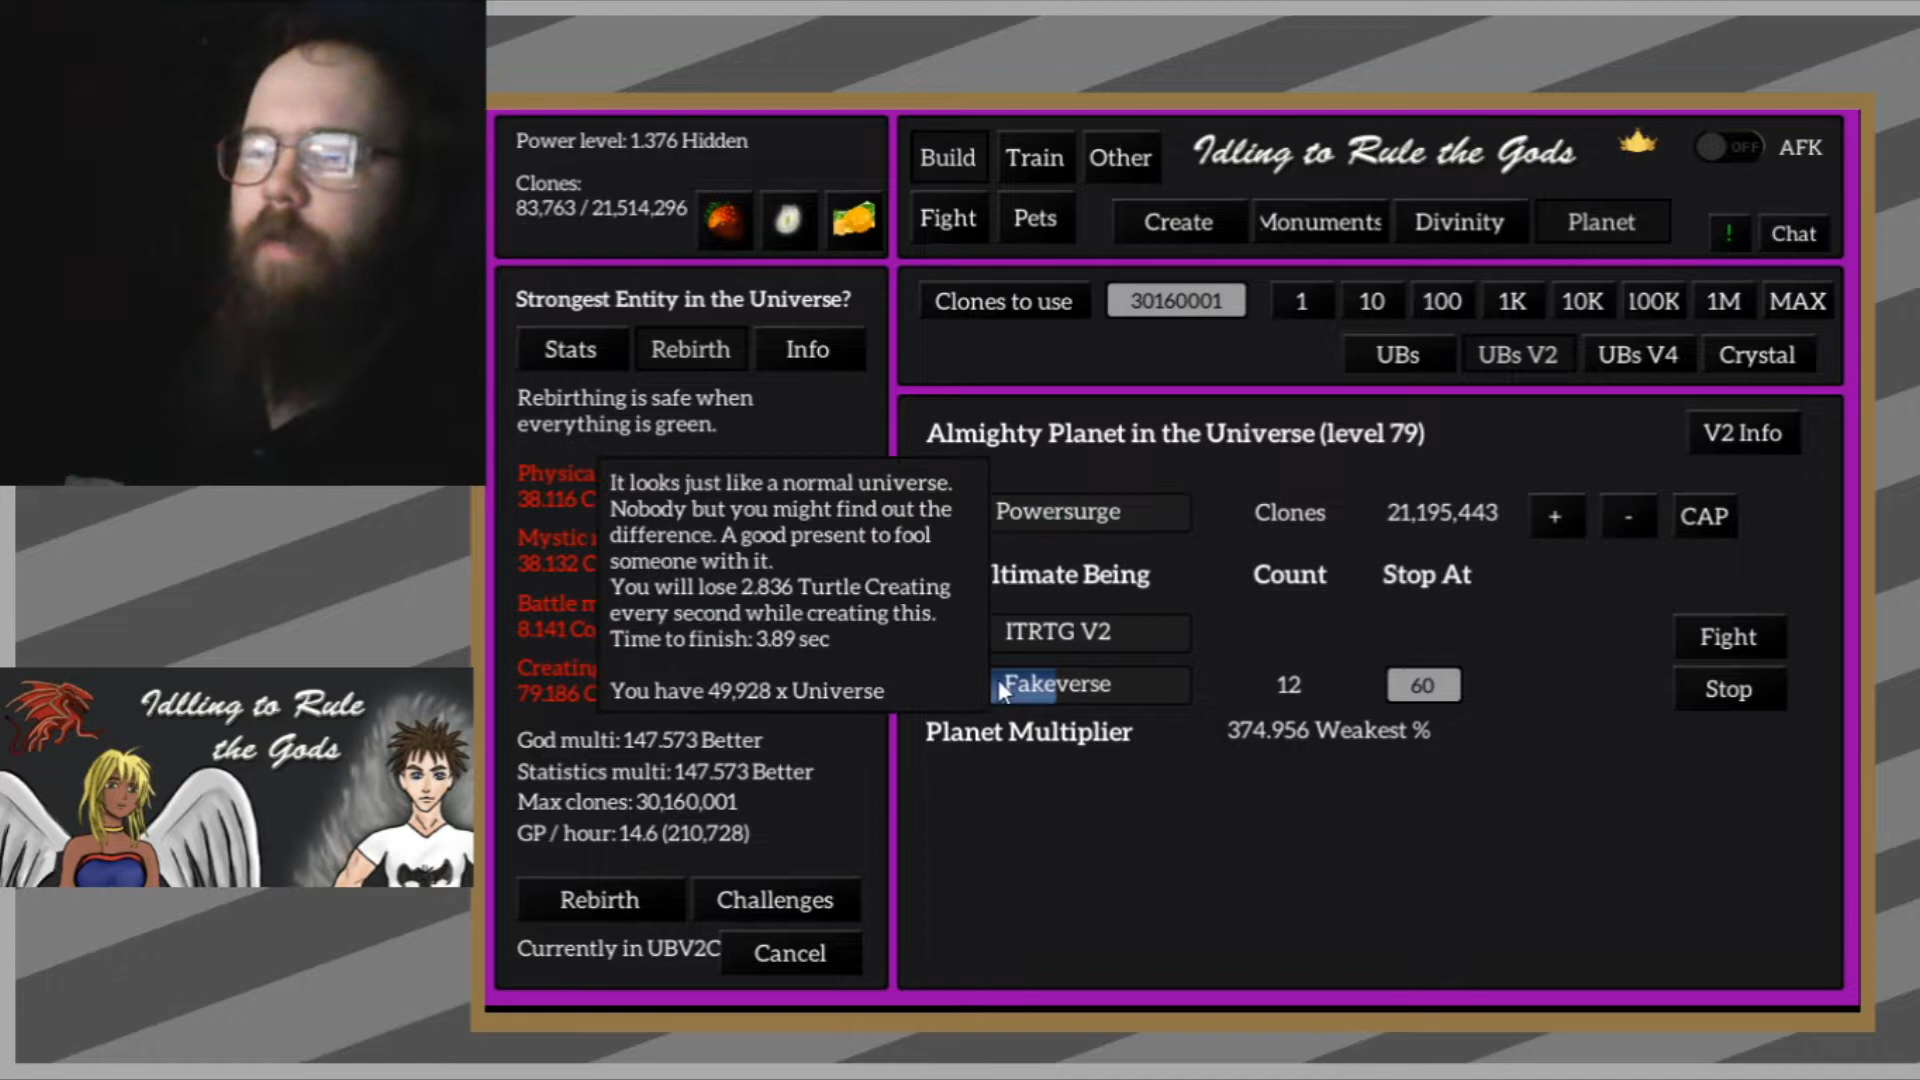 Power level: 1.376 Hidden
Clones:
83,763 / 21,514,296
Build
Train
Other
Idling to Rule the Gods
OFF
AFK
Fight
Pets
Create
Monuments
Divinity
Planet
!
Chat
Strongest Entity in the Universe?
Stats
Rebirth
Info
Rebirthing is safe when
everything is green.
Physica
38.116 C
Mystic
38.132 C
Battle m
8.141 Co
Creating
79.186 C
It looks just like a normal universe.
Nobody but you might find out the
difference. A good present to fool
someone with it.
You will lose 2.836 Turtle Creating
every second while creating this.
Time to finish: 3.89 sec
You have 49,928 x Universe
God multi: 147.573 Better
Statistics multi: 147.573 Better
Max clones: 30,160,001
GP / hour: 14.6 (210,728)
Rebirth
Challenges
Currently in UBV2C
Cancel
Clones to use
30160001
1
10
100
1K
10K
100K
1M
MAX
UBs
UBs V2
UBs V4
Crystal
Almighty Planet in the Universe (level 79)
V2 Info
Powersurge
Clones
21,195,443
+
-
CAP
ltimate Being
Count
Stop At
ITRTG V2
Fight
Fakeverse
12
60
Stop
Planet Multiplier
374.956 Weakest %
Idlling to Rule
the Gods